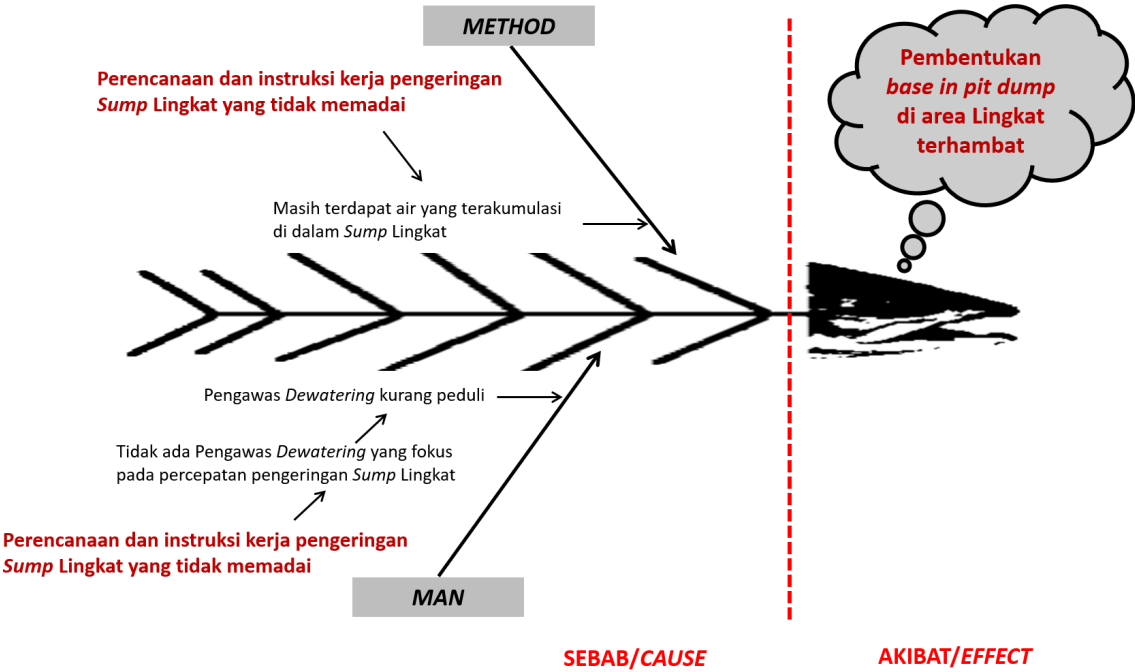 METHOD
Perencanaan dan instruksi kerja pengeringan
Sump Lingkat yang tidak memadai
Masih terdapat air yang terakumulasi
di dalam Sump Lingkat
Pembentukan
base in pit dump
di area Lingkat
terhambat
Pengawas Dewatering kurang peduli
Tidak ada Pengawas Dewatering yang fokus
pada percepatan pengeringan Sump Lingkat
Perencanaan dan instruksi kerja pengeringan
Sump Lingkat yang tidak memadai
MAN
SEBAB/CAUSE
AKIBAT/EFFECT